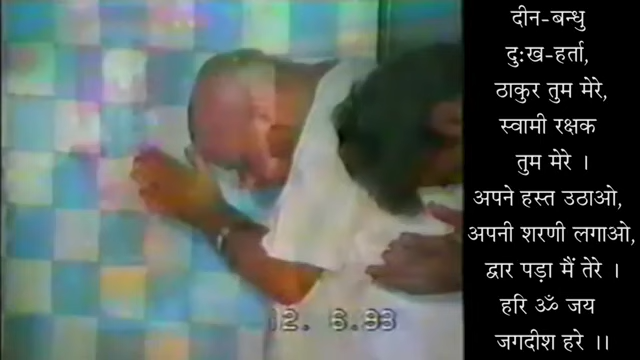 दीन-बन्धु
दुःख-हर्ता,
ठाकुर तुम मेरे,
स्वामी रक्षक
तुम मेरे ।
अपने हस्त उठाओ,
अपनी शरणी लगाओ,
द्वार पड़ा मैं तेरे ।
हरि ॐ जय
जगदीश हरे ।।
12. 6.93